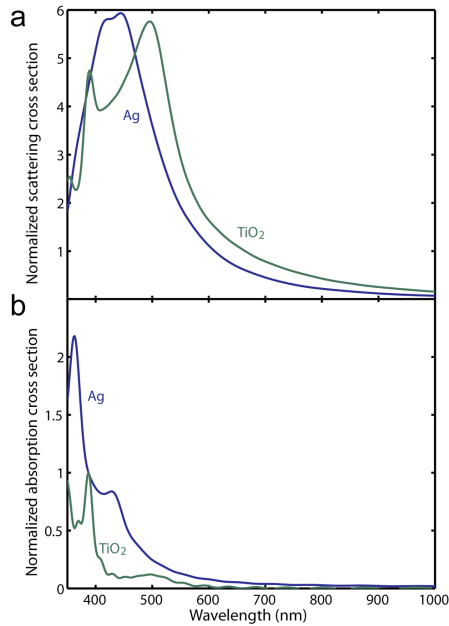 a
Normalized scattering cross section
6
5
4
3
2
1
Ag
TiO2
b
Normalized absorption cross section
2
1.5
1
0.5
0
Ag
TiO2
400 500 600 700 800 900 1000
Wavelength (nm)